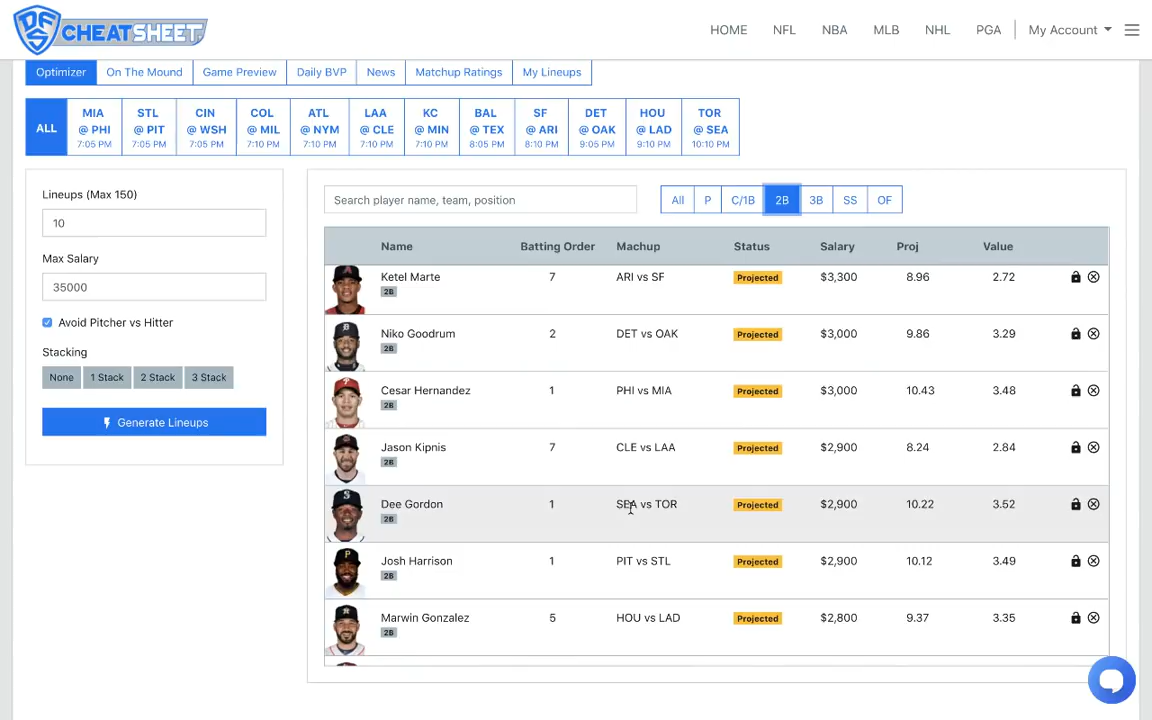 DFS CHEATSHEET
HOME NFL NBA MLB NHL PGA My Account
Optimizer On The Mound Game Preview Daily BVP News Matchup Ratings My Lineups
ALL
MIA @ PHI 7:05 PM
STL @ PIT 7:05 PM
CIN @ WSH 7:05 PM
COL @ MIL 7:10 PM
ATL @ NYM 7:10 PM
LAA @ CLE 7:10 PM
KC @ MIN 7:10 PM
BAL @ TEX 8:05 PM
SF @ ARI 8:10 PM
DET @ OAK 9:05 PM
HOU @ LAD 9:10 PM
TOR @ SEA 10:10 PM
Lineups (Max 150)
10
Max Salary
35000
Avoid Pitcher vs Hitter
Stacking
None 1 Stack 2 Stack 3 Stack
Generate Lineups
Search player name, team, position
All P C/1B 2B 3B SS OF
Name Batting Order Machup Status Salary Proj Value
Ketel Marte 7 ARI vs SF Projected $3,300 8.96 2.72
2B
Niko Goodrum 2 DET vs OAK Projected $3,000 9.86 3.29
2B
Cesar Hernandez 1 PHI vs MIA Projected $3,000 10.43 3.48
2B
Jason Kipnis 7 CLE vs LAA Projected $2,900 8.24 2.84
2B
Dee Gordon 1 SEA vs TOR Projected $2,900 10.22 3.52
2B
Josh Harrison 1 PIT vs STL Projected $2,900 10.12 3.49
2B
Marwin Gonzalez 5 HOU vs LAD Projected $2,800 9.37 3.35
2B